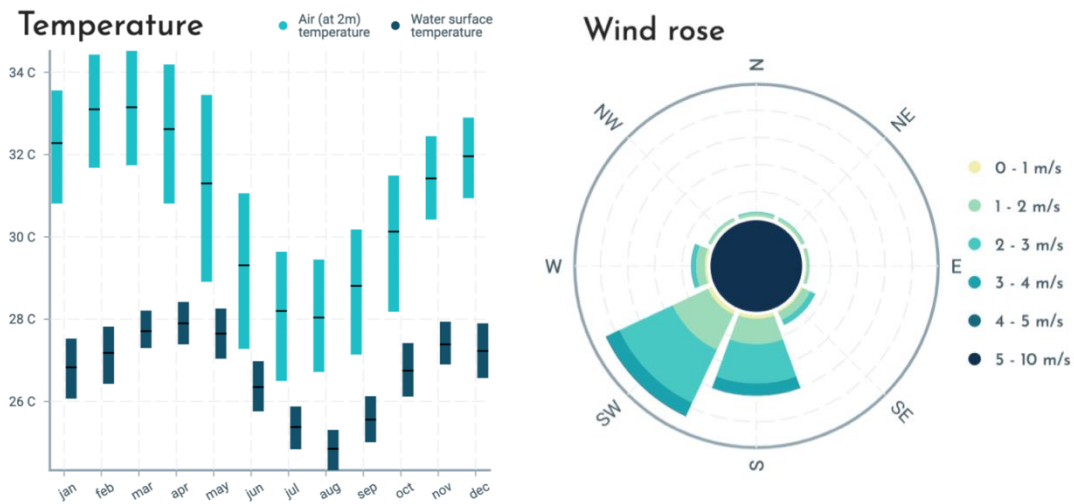 Temperature
Air (at 2m)
temperature
Water surface
temperature
34 C
32 C
30 C
28 C
26 C
jan
feb
mar
apr
may
jun
jul
aug
sep
oct
nov
dec
Wind rose
N
NE
E
SE
S
SW
W
NW
0 - 1 m/s
1 - 2 m/s
2 - 3 m/s
3 - 4 m/s
4 - 5 m/s
5 - 10 m/s